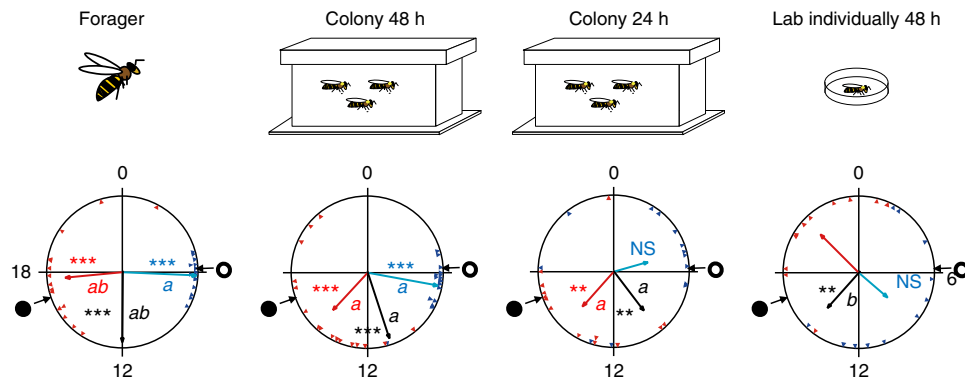 Forager Colony 48 h Colony 24 h Lab individually 48 h
0 0 0 0
*** *** *** NS
18 6
ab a *** a ** a a NS
*** ab *** a ** ** b
12 12 12 12